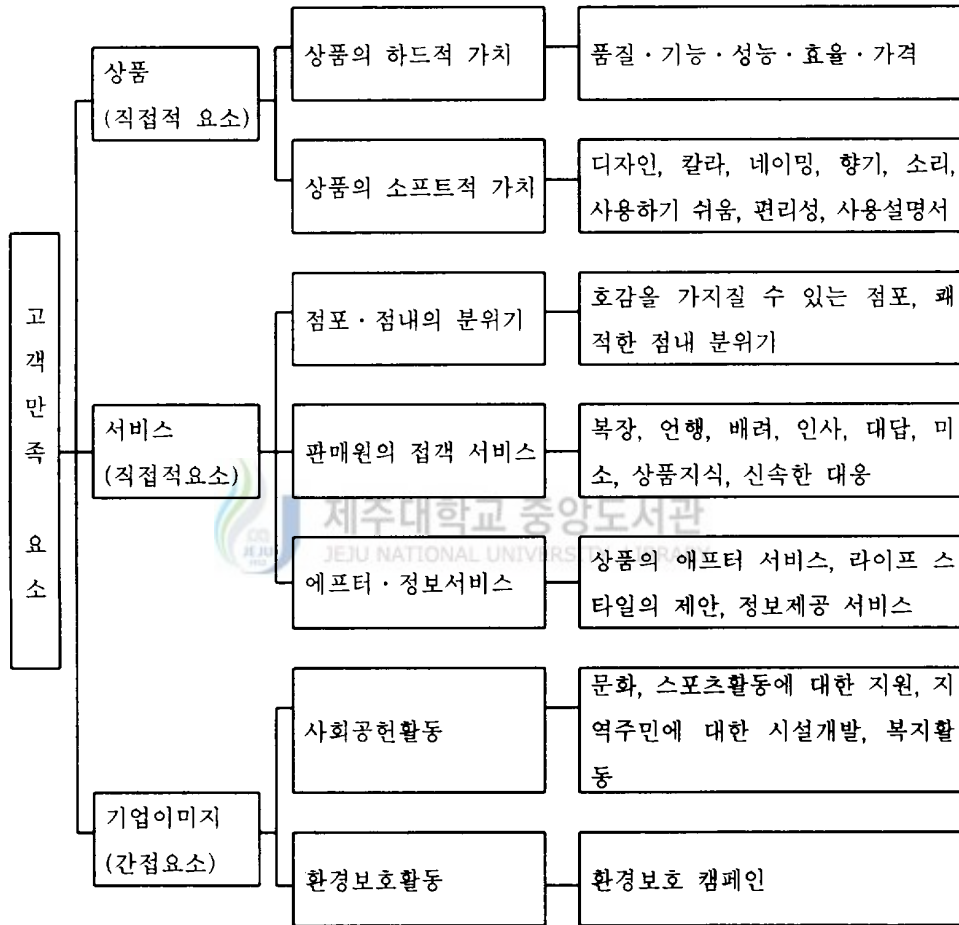 상품의 하드적 가치
품질·기능·성능·효율·가격
상품
(직접적 요소)
상품의 소프트적 가치
디자인, 칼라, 네이밍, 향기, 소리,
사용하기 쉬움, 편리성, 사용설명서
고객만족 요소
점포·점내의 분위기
호감을 가지질 수 있는 점포, 쾌
적한 점내 분위기
서비스
(직접적요소)
판매원의 접객 서비스
복장, 언행, 배려, 인사, 대답, 미
소, 상품지식, 신속한 대응
제주대학교 중앙도서관
JEJU NATIONAL UNIVERSITY LIBRARY
JEJU
1952
에프터·정보서비스
상품의 애프터 서비스, 라이프 스
타일의 제안, 정보제공 서비스
사회공헌활동
문화, 스포츠활동에 대한 지원, 지
역주민에 대한 시설개발, 복지활
동
기업이미지
(간접요소)
환경보호활동
환경보호 캠페인